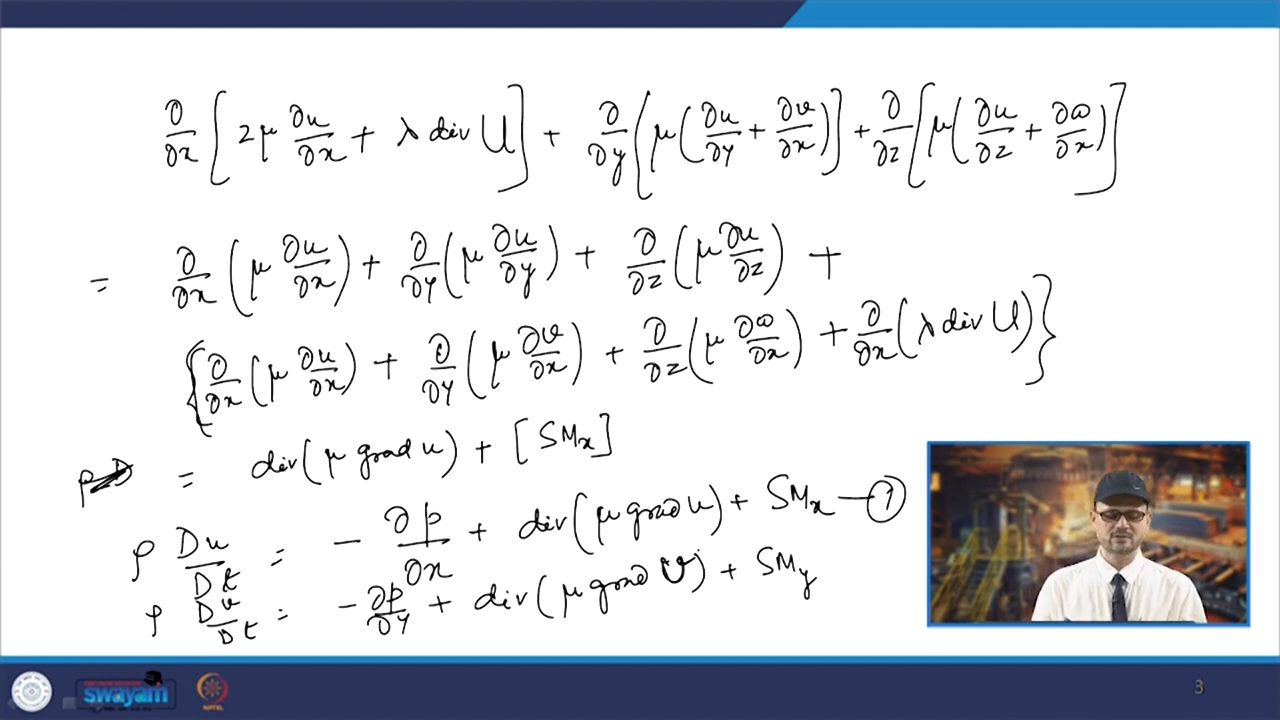 ∂/∂x [2μ ∂u/∂x + λ div U] + ∂/∂y [μ(∂u/∂y + ∂v/∂x)] + ∂/∂z [μ(∂u/∂z + ∂ω/∂x)]
= ∂/∂x (μ ∂u/∂x) + ∂/∂y (μ ∂u/∂y) + ∂/∂z (μ ∂u/∂z) +
{∂/∂x (μ ∂u/∂x) + ∂/∂y (μ ∂v/∂x) + ∂/∂z (μ ∂ω/∂x) + ∂/∂x (λ div U)}
= div(μ grad u) + [SMx]
ρ Du/Dt = - ∂p/∂x + div(μ grad u) + SMx — ①
ρ Dv/Dt = - ∂p/∂y + div(μ grad v) + SMy
swayam
3